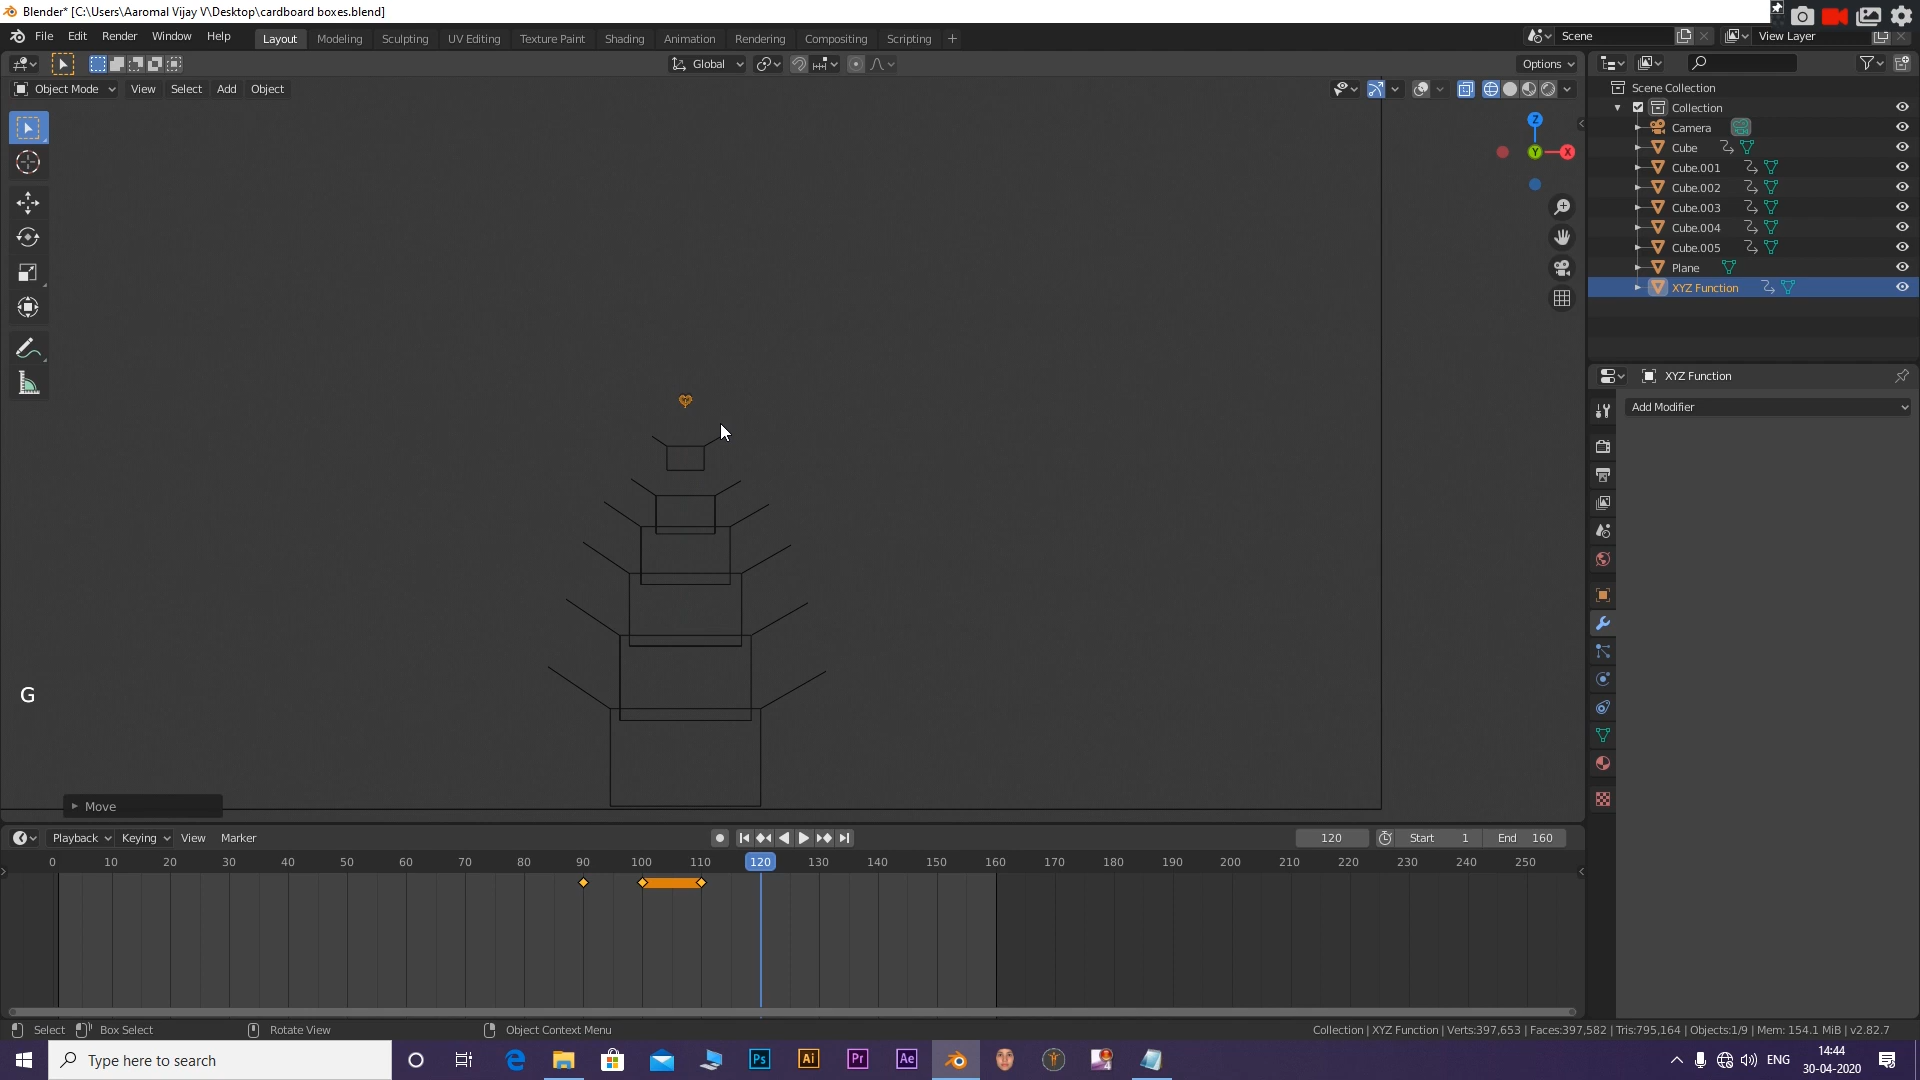 Blender* [C:\Users\Aaromal Vijay V\Desktop\cardboard boxes.blend]
File Edit Render Window Help Layout Modeling Sculpting UV Editing Texture Paint Shading Animation Rendering Compositing Scripting + Scene View Layer
Global Options
Object Mode View Select Add Object
Scene Collection
Collection
Camera
Cube
Cube.001
Cube.002
Cube.003
Cube.004
Cube.005
Plane
XYZ Function
Z
Y X
XYZ Function
Add Modifier
G
Move
Playback Keying View Marker 120 Start 1 End 160
0 10 20 30 40 50 60 70 80 90 100 110 120 130 140 150 160 170 180 190 200 210 220 230 240 250
Select Box Select Rotate View Object Context Menu Collection | XYZ Function | Verts:397,653 | Faces:397,582 | Tris:795,164 | Objects:1/9 | Mem: 154.1 MiB | v2.82.7
Type here to search Ps Ai Pr Ae ENG 14:44
30-04-2020